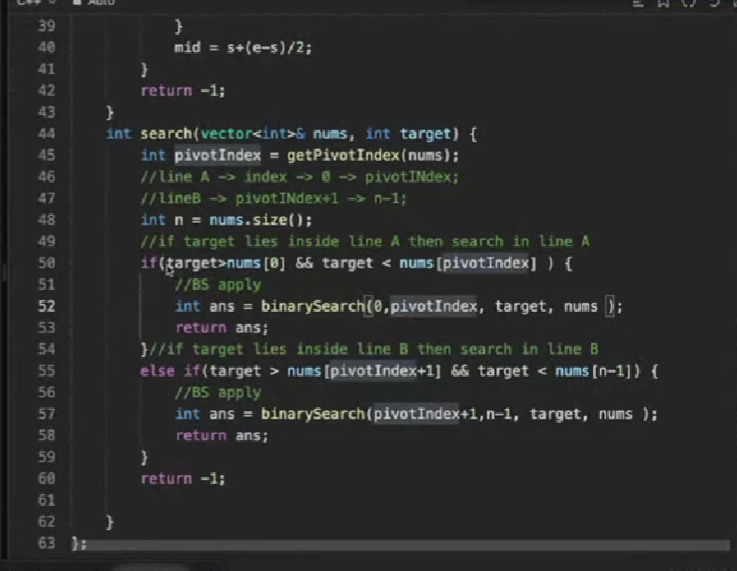 C++ Auto
39 }
40 mid = s+(e-s)/2;
41 }
42 return -1;
43 }
44 int search(vector<int>& nums, int target) {
45 int pivotIndex = getPivotIndex(nums);
46 //line A -> index -> 0 -> pivotINdex;
47 //lineB -> pivotINdex+1 -> n-1;
48 int n = nums.size();
49 //if target lies inside line A then search in line A
50 if(target>nums[0] && target < nums[pivotIndex] ) {
51 //BS apply
52 int ans = binarySearch(0,pivotIndex, target, nums );
53 return ans;
54 }//if target lies inside line B then search in line B
55 else if(target > nums[pivotIndex+1] && target < nums[n-1]) {
56 //BS apply
57 int ans = binarySearch(pivotIndex+1,n-1, target, nums );
58 return ans;
59 }
60 return -1;
61
62 }
63 };